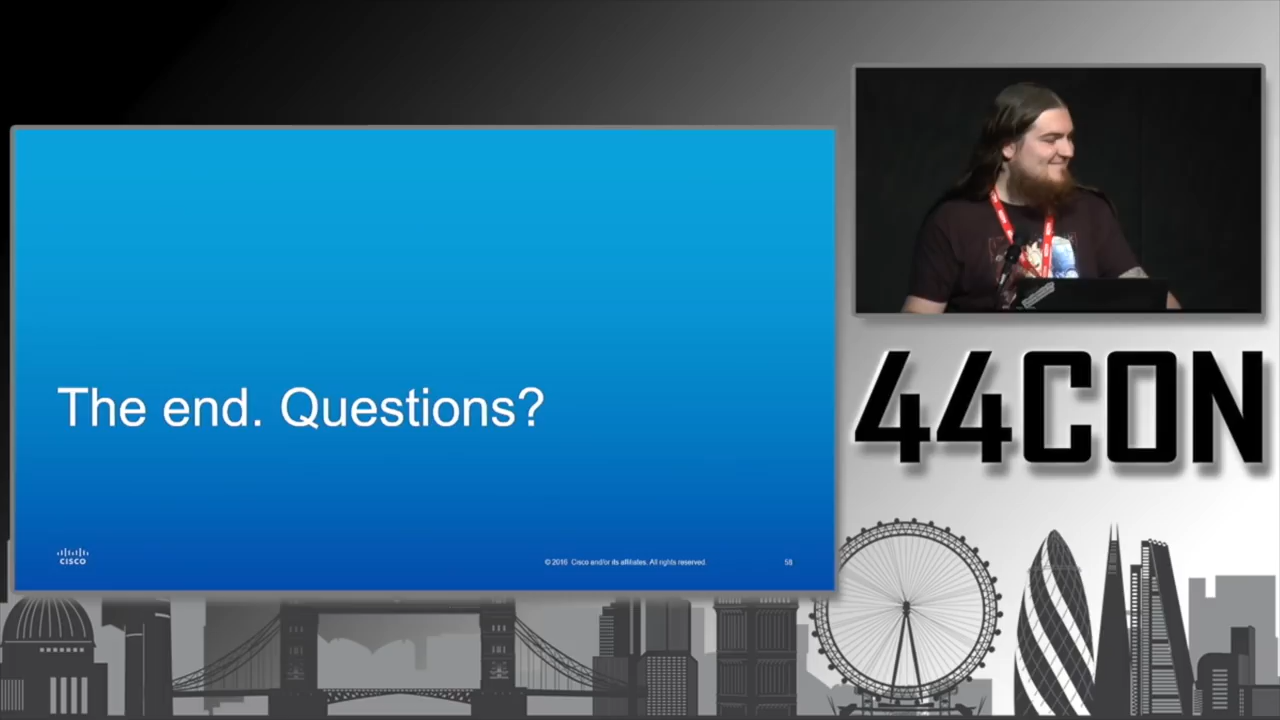 The end. Questions?
CISCO
© 2016 Cisco and/or its affiliates. All rights reserved.
58
44CON